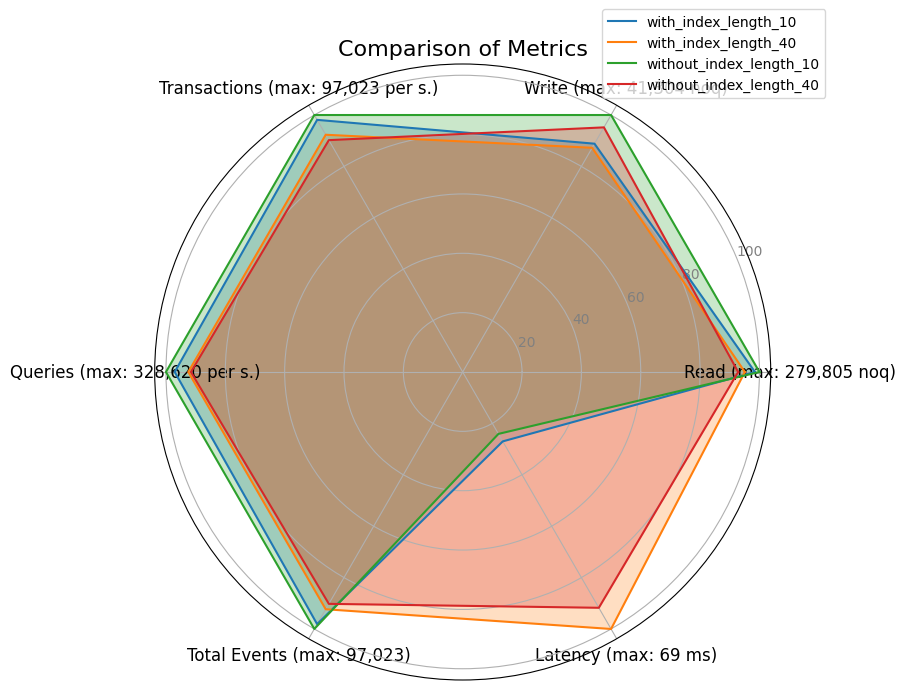 with_index_length_10
with_index_length_40
without_index_length_10
without_index_length_40
Comparison of Metrics
Transactions (max: 97,023 per s.)
Write (max: noq)
100
80
60
40
20
Queries (max: 328,620 per s.)
Read (max: 279,805 noq)
Total Events (max: 97,023)
Latency (max: 69 ms)